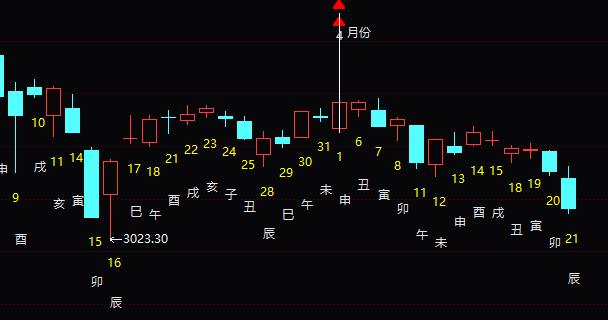 4 月份
10
申 9
酉
戌 11 14
亥 寅
15
卯
←3023.30
16
辰
17 18 21 22 23 24 25
巳 午 酉 戌 亥 子 丑
28 29 30 31 1 6 7 8
辰 巳 午 未 申 丑 寅 卯
11 12 13 14 15 18 19 20 21
午 未 申 酉 戌 丑 寅 卯 辰